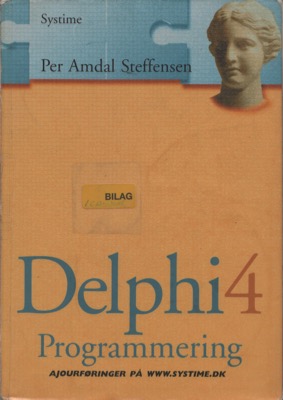 Systime
Per Amdal Steffensen
BILAG
Delphi4
Programmering
AJOURFØRINGER PÅ WWW.SYSTIME.DK